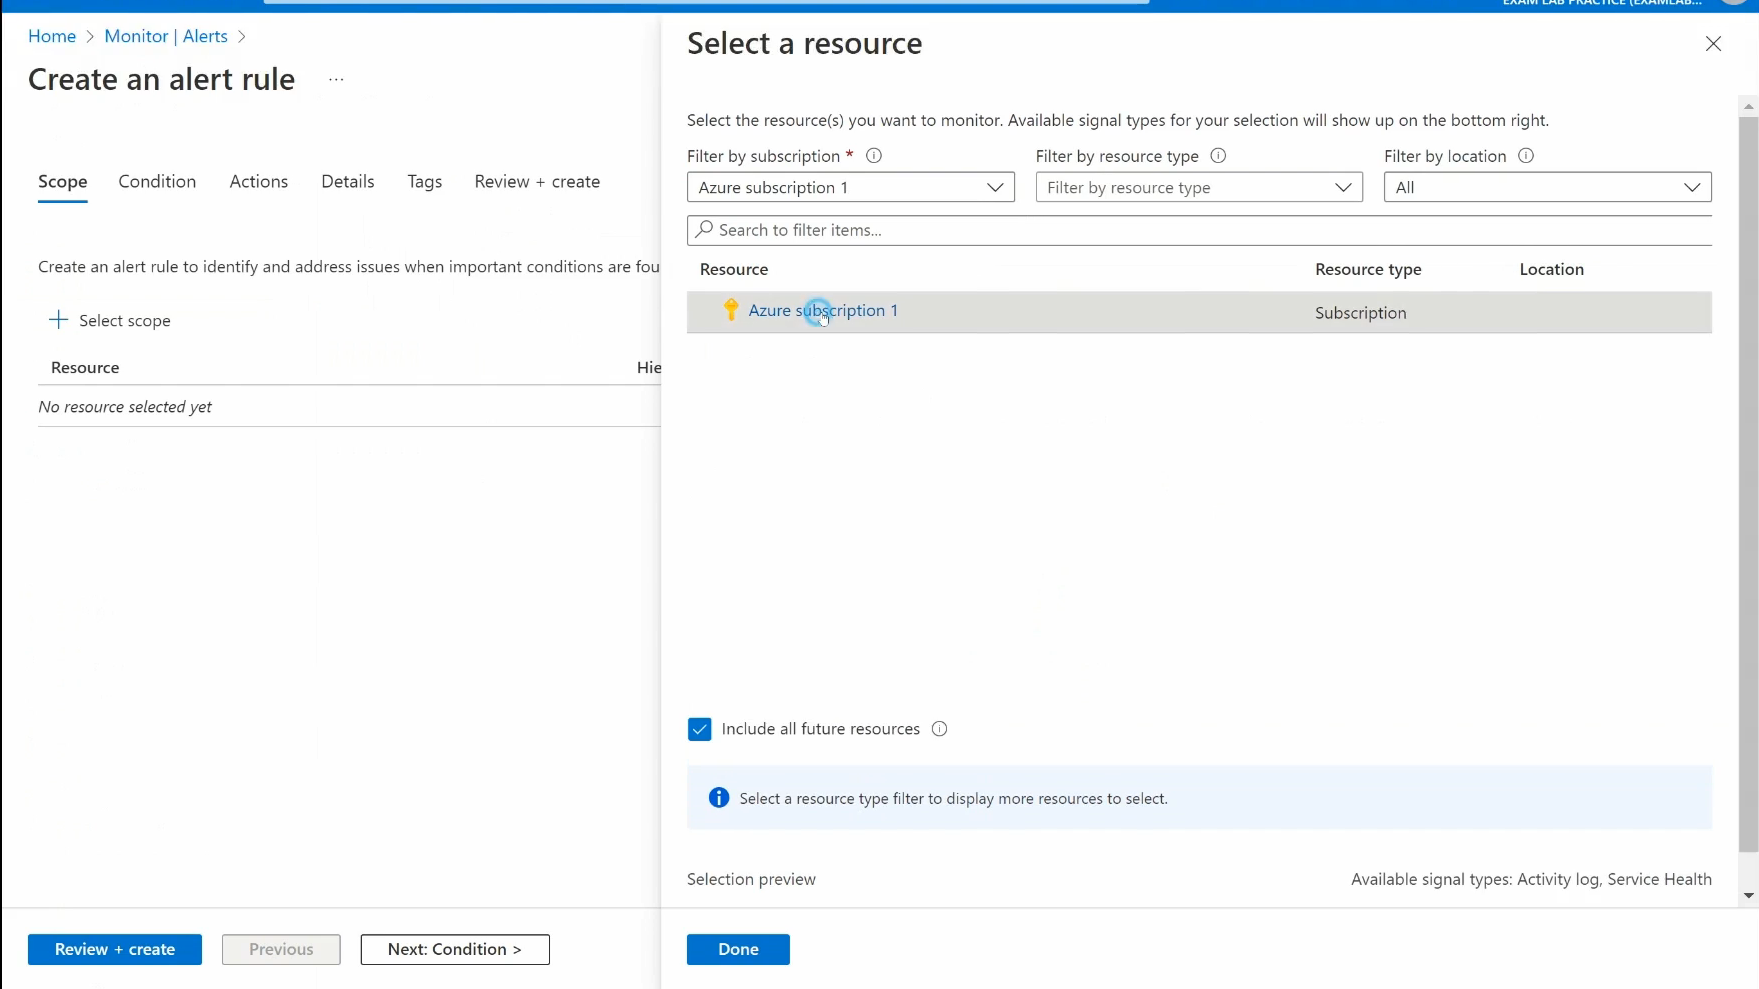 EXAM LAB PRACTICE (EXAMLAB...
Home > Monitor | Alerts >
Create an alert rule ...
Scope Condition Actions Details Tags Review + create
Create an alert rule to identify and address issues when important conditions are fou
+ Select scope
Resource Hie
No resource selected yet
Review + create Previous Next: Condition >
Select a resource
Select the resource(s) you want to monitor. Available signal types for your selection will show up on the bottom right.
Filter by subscription * Filter by resource type Filter by location
Azure subscription 1 Filter by resource type All
Search to filter items...
Resource Resource type Location
Azure subscription 1 Subscription
Include all future resources
Select a resource type filter to display more resources to select.
Selection preview Available signal types: Activity log, Service Health
Done